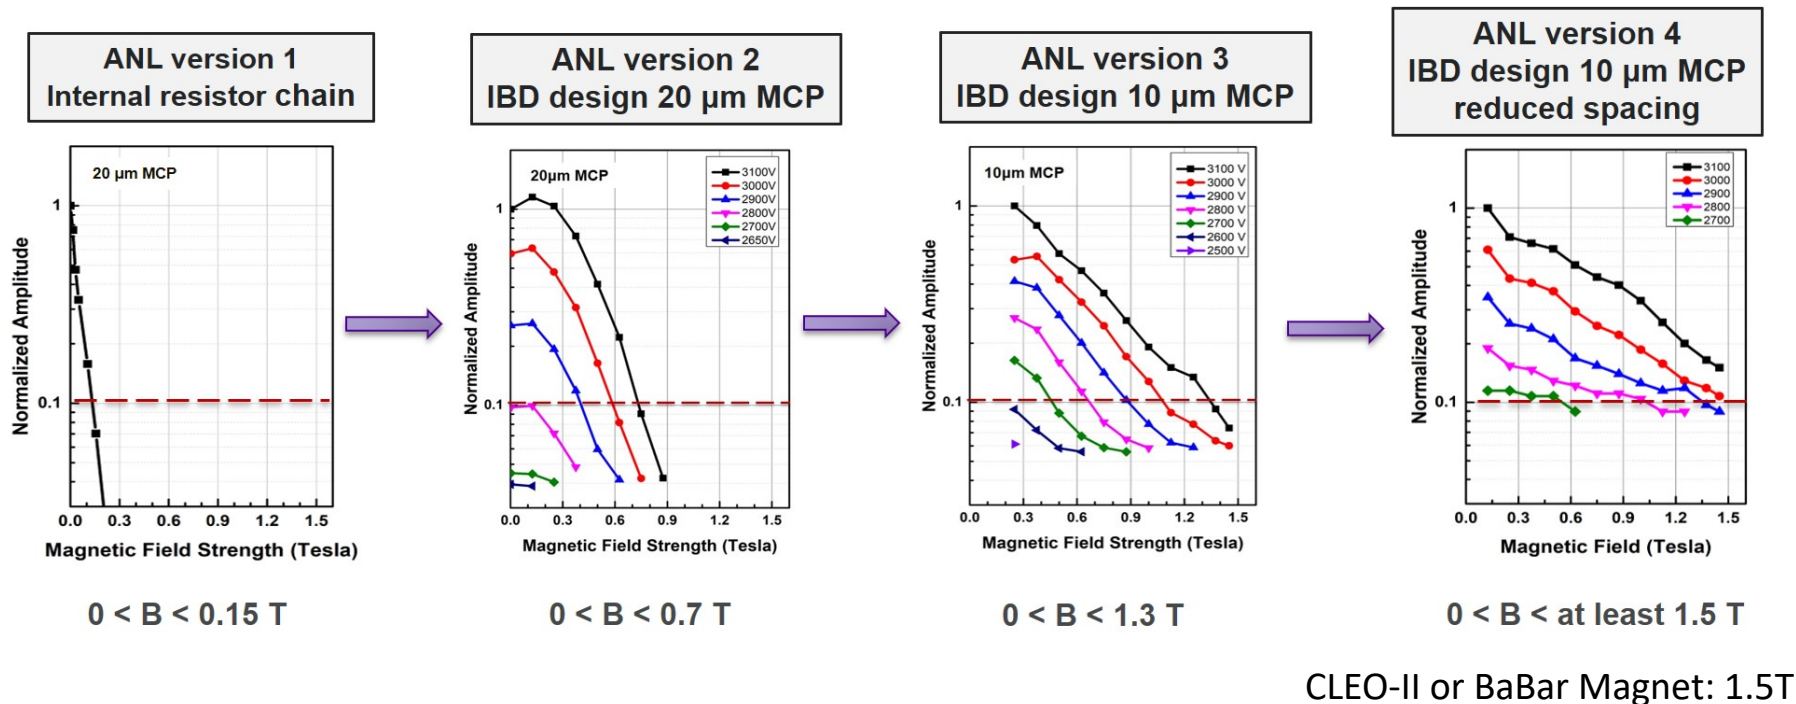 ANL version 1
Internal resistor chain
20 µm MCP
1
0.1
Normalized Amplitude
0.0 0.3 0.6 0.9 1.2 1.5
Magnetic Field Strength (Tesla)
0 < B < 0.15 T
ANL version 2
IBD design 20 µm MCP
20µm MCP
3100V
3000V
2900V
2800V
2700V
2650V
1
0.1
Normalized Amplitude
0.0 0.3 0.6 0.9 1.2 1.5
Magnetic Field Strength (Tesla)
0 < B < 0.7 T
ANL version 3
IBD design 10 µm MCP
10µm MCP
3100 V
3000 V
2900 V
2800 V
2700 V
2600 V
2500 V
1
0.1
Normalized Amplitude
0.0 0.3 0.6 0.9 1.2 1.5
Magnetic Field Strength (Tesla)
0 < B < 1.3 T
ANL version 4
IBD design 10 µm MCP
reduced spacing
3100
3000
2900
2800
2700
1
0.1
Normalized Amplitude
0.0 0.3 0.6 0.9 1.2 1.5
Magnetic Field (Tesla)
0 < B < at least 1.5 T
CLEO-II or BaBar Magnet: 1.5T